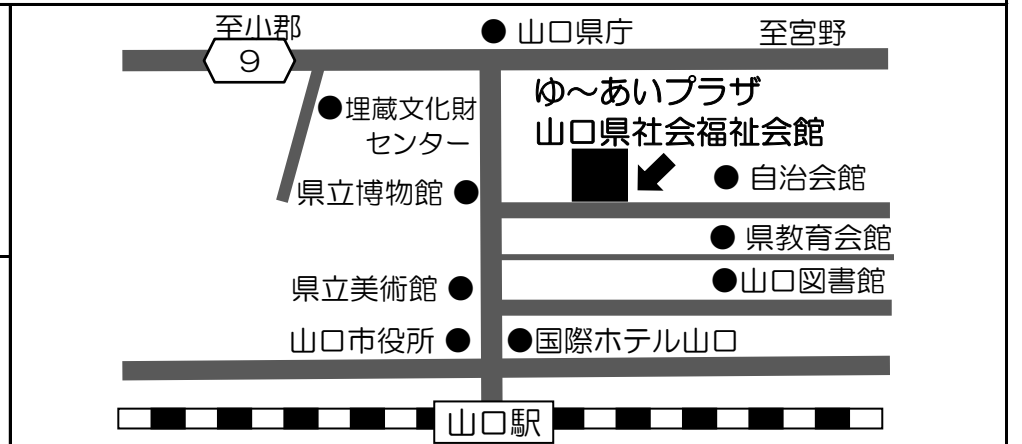 至小郡
山口県庁
至宮野
9
ゆ～あいプラザ
山口県社会福祉会館
埋蔵文化財
センター
自治会館
県立博物館
県教育会館
山口図書館
県立美術館
山口市役所
国際ホテル山口
山口駅